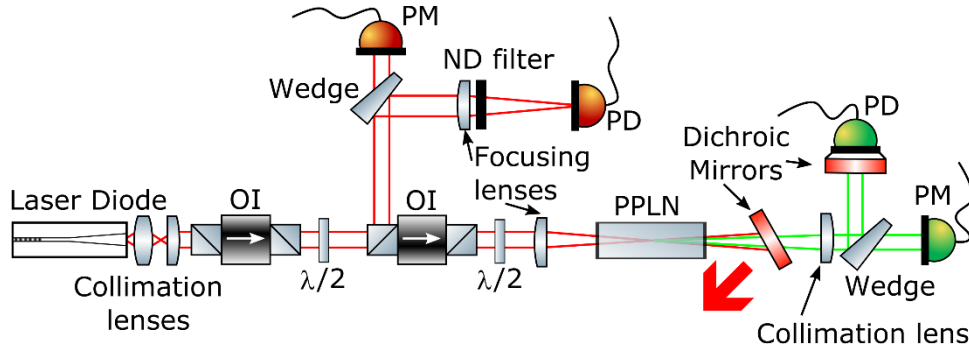 PM
ND filter
Wedge
PD
PD
Dichroic
Mirrors
Focusing
lenses
Laser Diode
OI
OI
PPLN
PM
λ/2
λ/2
Collimation
lenses
Wedge
Collimation lens